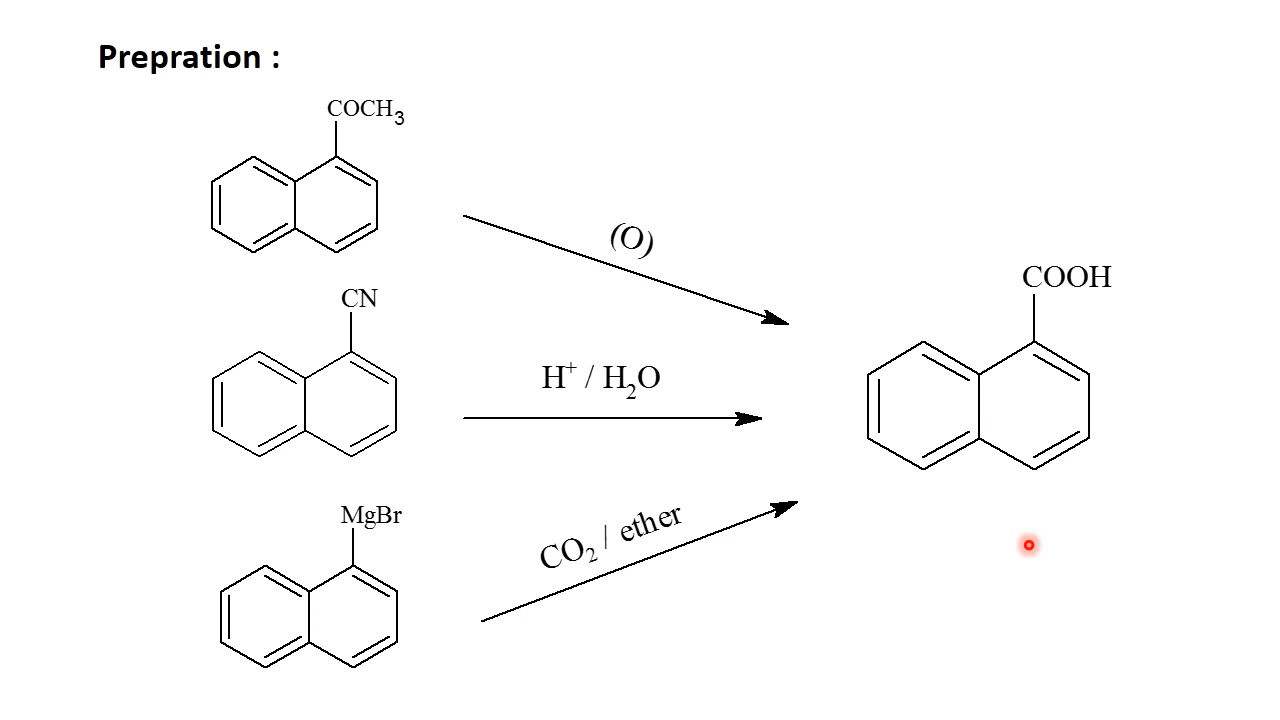 Prepration :
COCH₃
(O)
COOH
CN
H⁺ / H₂O
MgBr
CO₂ / ether